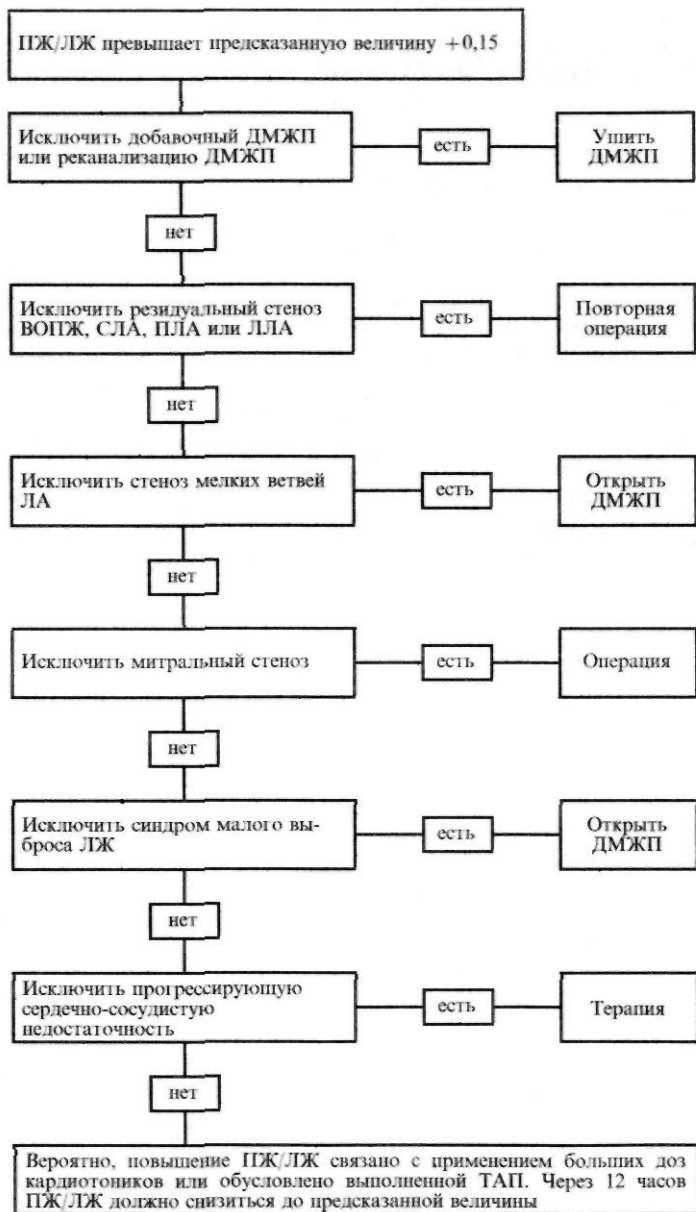 ПЖ/ЛЖ превышает предсказанную величину +0,15
Исключить добавочный ДМЖП
или реканализацию ДМЖП
есть
Ушить
ДМЖП
нет
Исключить резидуальный стеноз
ВОПЖ, СЛА, ПЛА или ЛЛА
есть
Повторная
операция
нет
Исключить стеноз мелких ветвей
ЛА
есть
Открыть
ДМЖП
нет
Исключить митральный стеноз
есть
Операция
нет
Исключить синдром малого вы-
броса ЛЖ
есть
Открыть
ДМЖП
нет
Исключить прогрессирующую
сердечно-сосудистую
недостаточность
есть
Терапия
нет
Вероятно, повышение ПЖ/ЛЖ связано с применением больших доз
кардиотоников или обусловлено выполненной ТАП. Через 12 часов
ПЖ/ЛЖ должно снизиться до предсказанной величины